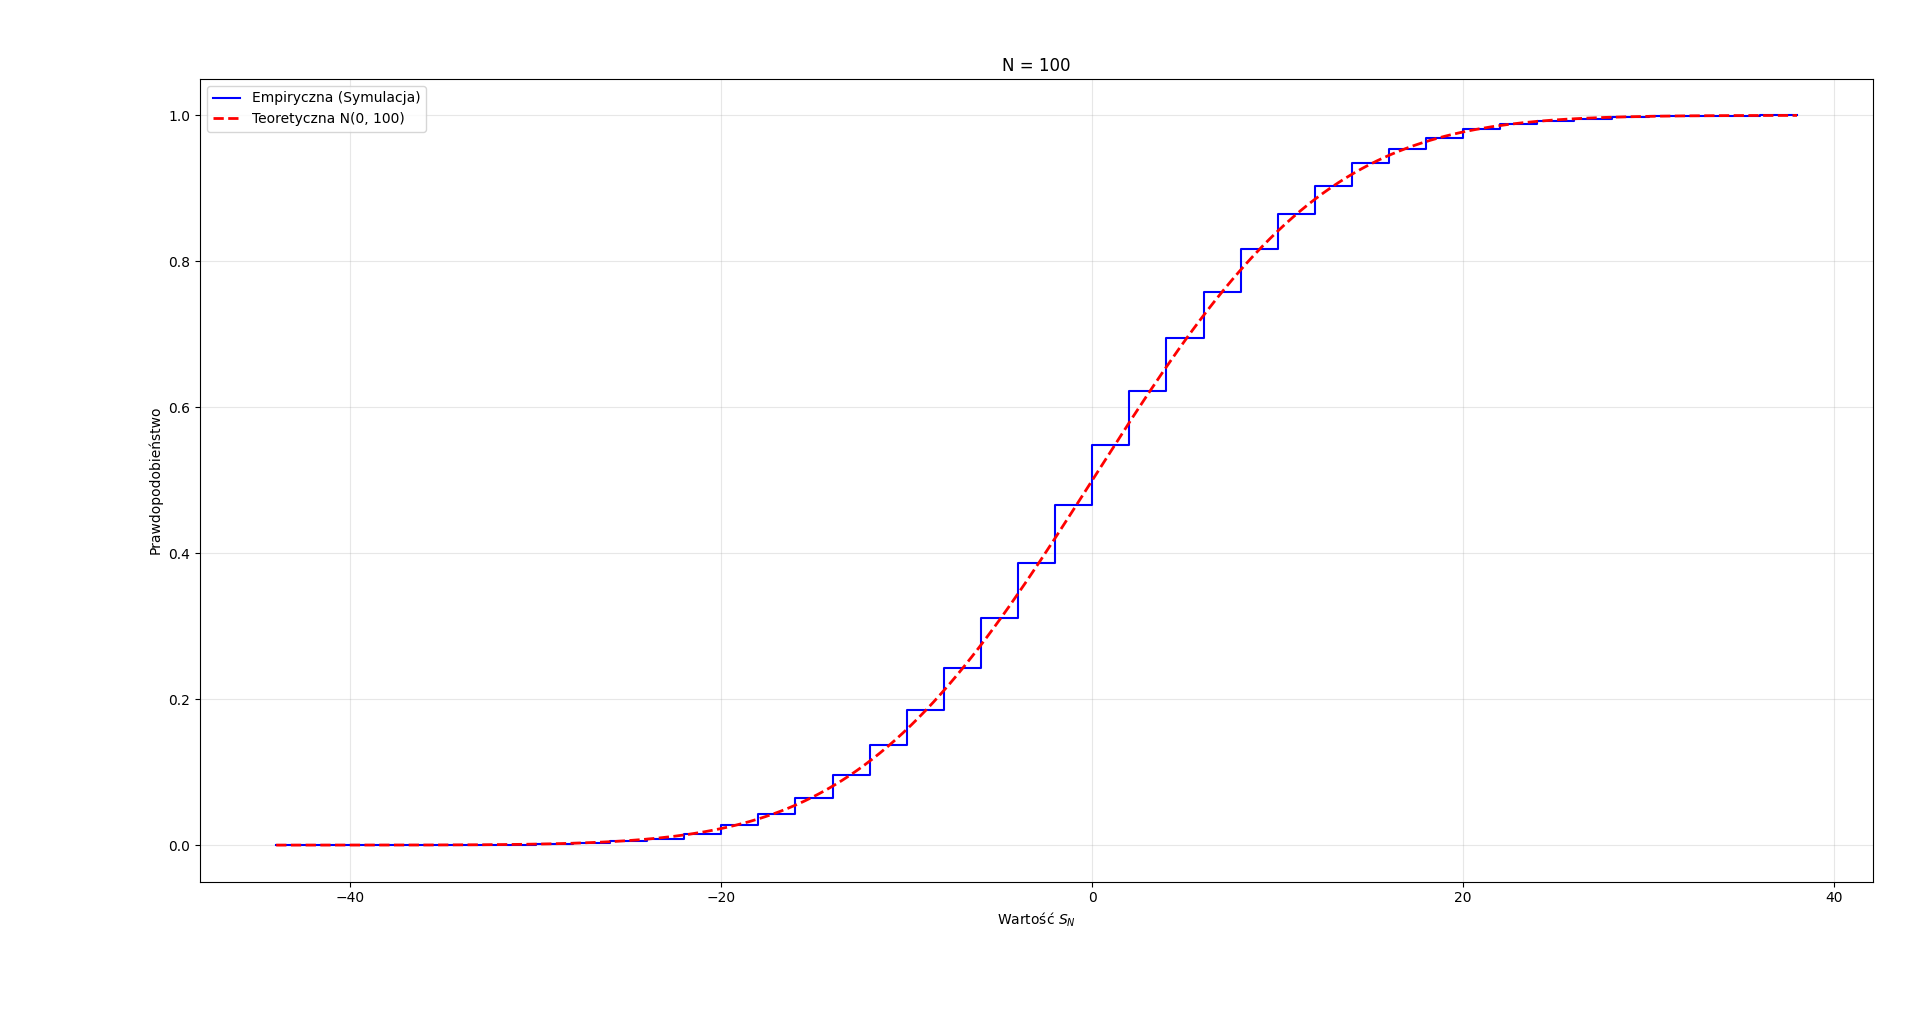 N = 100
Empiryczna (Symulacja)
Teoretyczna N(0, 100)
1.0
0.8
0.6
0.4
0.2
0.0
Prawdopodobieństwo
−40
−20
0
20
40
Wartość S_N